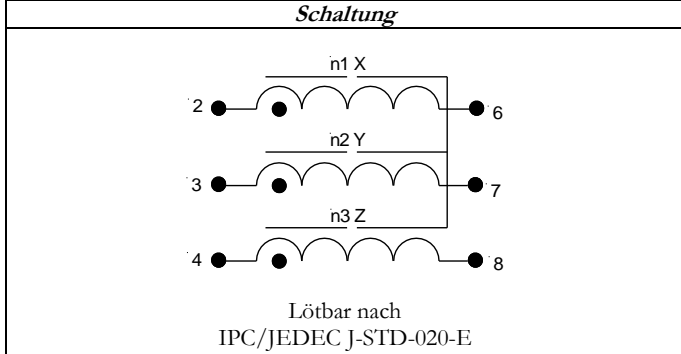 Schaltung
n1 X
2 6
n2 Y
3 7
n3 Z
4 8
Lötbar nach
IPC/JEDEC J-STD-020-E